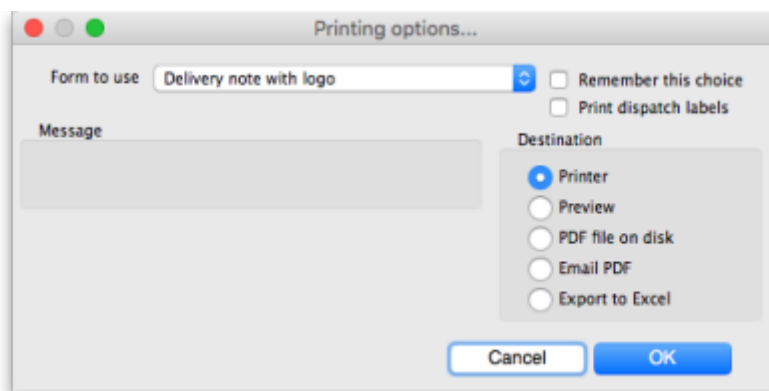 Printing options...
Form to use Delivery note with logo Remember this choice
Print dispatch labels
Message
Destination
Printer
Preview
PDF file on disk
Email PDF
Export to Excel
Cancel OK